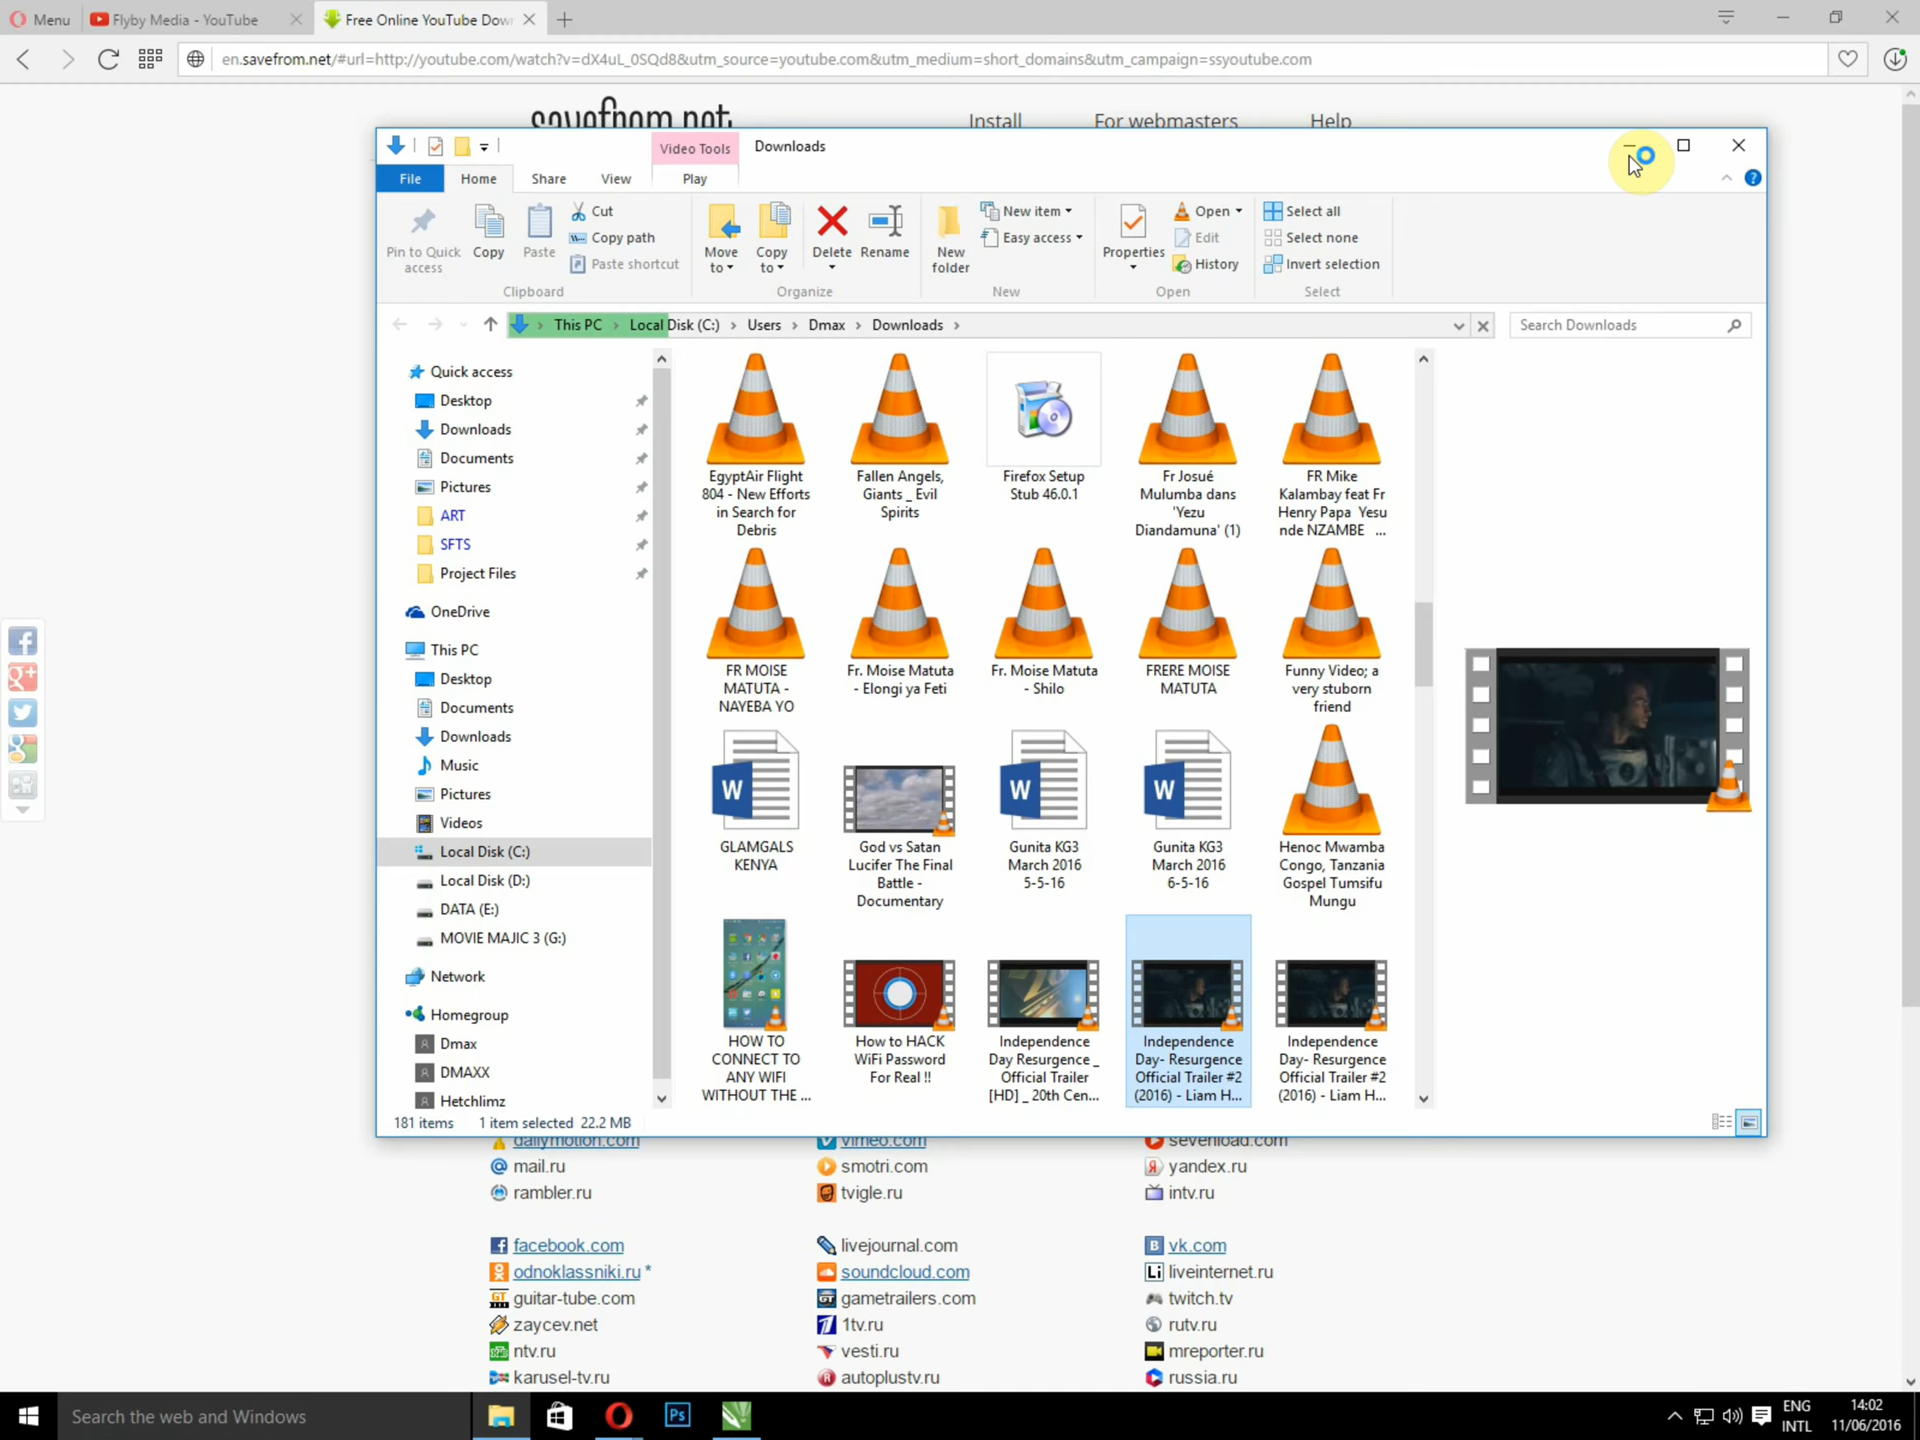 Menu
Flyby Media - YouTube
Free Online YouTube Dow
en.savefrom.net/#url=http://youtube.com/watch?v=dX4uL_0SQd8&utm_source=youtube.com&utm_medium=short_domains&utm_campaign=ssyoutube.com
savefrom.net
Install
For webmasters
Help
Video Tools
Downloads
File
Home
Share
View
Play
Pin to Quick
access
Copy
Paste
Cut
Copy path
Paste shortcut
Clipboard
Move
to
Copy
to
Delete
Rename
Organize
New
folder
New item
Easy access
New
Properties
Open
Edit
History
Open
Select all
Select none
Invert selection
Select
This PC
Local Disk (C:)
Users
Dmax
Downloads
Search Downloads
Quick access
Desktop
Downloads
Documents
Pictures
ART
SFTS
Project Files
OneDrive
This PC
Desktop
Documents
Downloads
Music
Pictures
Videos
Local Disk (C:)
Local Disk (D:)
DATA (E:)
MOVIE MAJIC 3 (G:)
Network
Homegroup
Dmax
DMAXX
Hetchlimz
EgyptAir Flight
804 - New Efforts
in Search for
Debris
Fallen Angels,
Giants _ Evil
Spirits
Firefox Setup
Stub 46.0.1
Fr Josué
Mulumba dans
'Yezu
Diandamuna' (1)
FR Mike
Kalambay feat Fr
Henry Papa  Yesu
nde NZAMBE  ...
FR MOISE
MATUTA -
NAYEBA YO
Fr. Moise Matuta
- Elongi ya Feti
Fr. Moise Matuta
- Shilo
FRERE MOISE
MATUTA
Funny Video; a
very stuborn
friend
GLAMGALS
KENYA
God vs Satan
Lucifer The Final
Battle -
Documentary
Gunita KG3
March 2016
5-5-16
Gunita KG3
March 2016
6-5-16
Henoc Mwamba
Congo, Tanzania
Gospel Tumsifu
Mungu
HOW TO
CONNECT TO
ANY WIFI
WITHOUT THE ...
How to HACK
WiFi Password
For Real !!
Independence
Day Resurgence _
Official Trailer
[HD] _ 20th Cen...
Independence
Day- Resurgence
Official Trailer #2
(2016) - Liam H...
Independence
Day- Resurgence
Official Trailer #2
(2016) - Liam H...
181 items
1 item selected  22.2 MB
dailymotion.com
vimeo.com
sevenload.com
mail.ru
smotri.com
yandex.ru
rambler.ru
tvigle.ru
intv.ru
facebook.com
livejournal.com
vk.com
odnoklassniki.ru *
soundcloud.com
liveinternet.ru
guitar-tube.com
gametrailers.com
twitch.tv
zaycev.net
1tv.ru
rutv.ru
ntv.ru
vesti.ru
mreporter.ru
karusel-tv.ru
autoplustv.ru
russia.ru
Search the web and Windows
ENG
INTL
14:02
11/06/2016